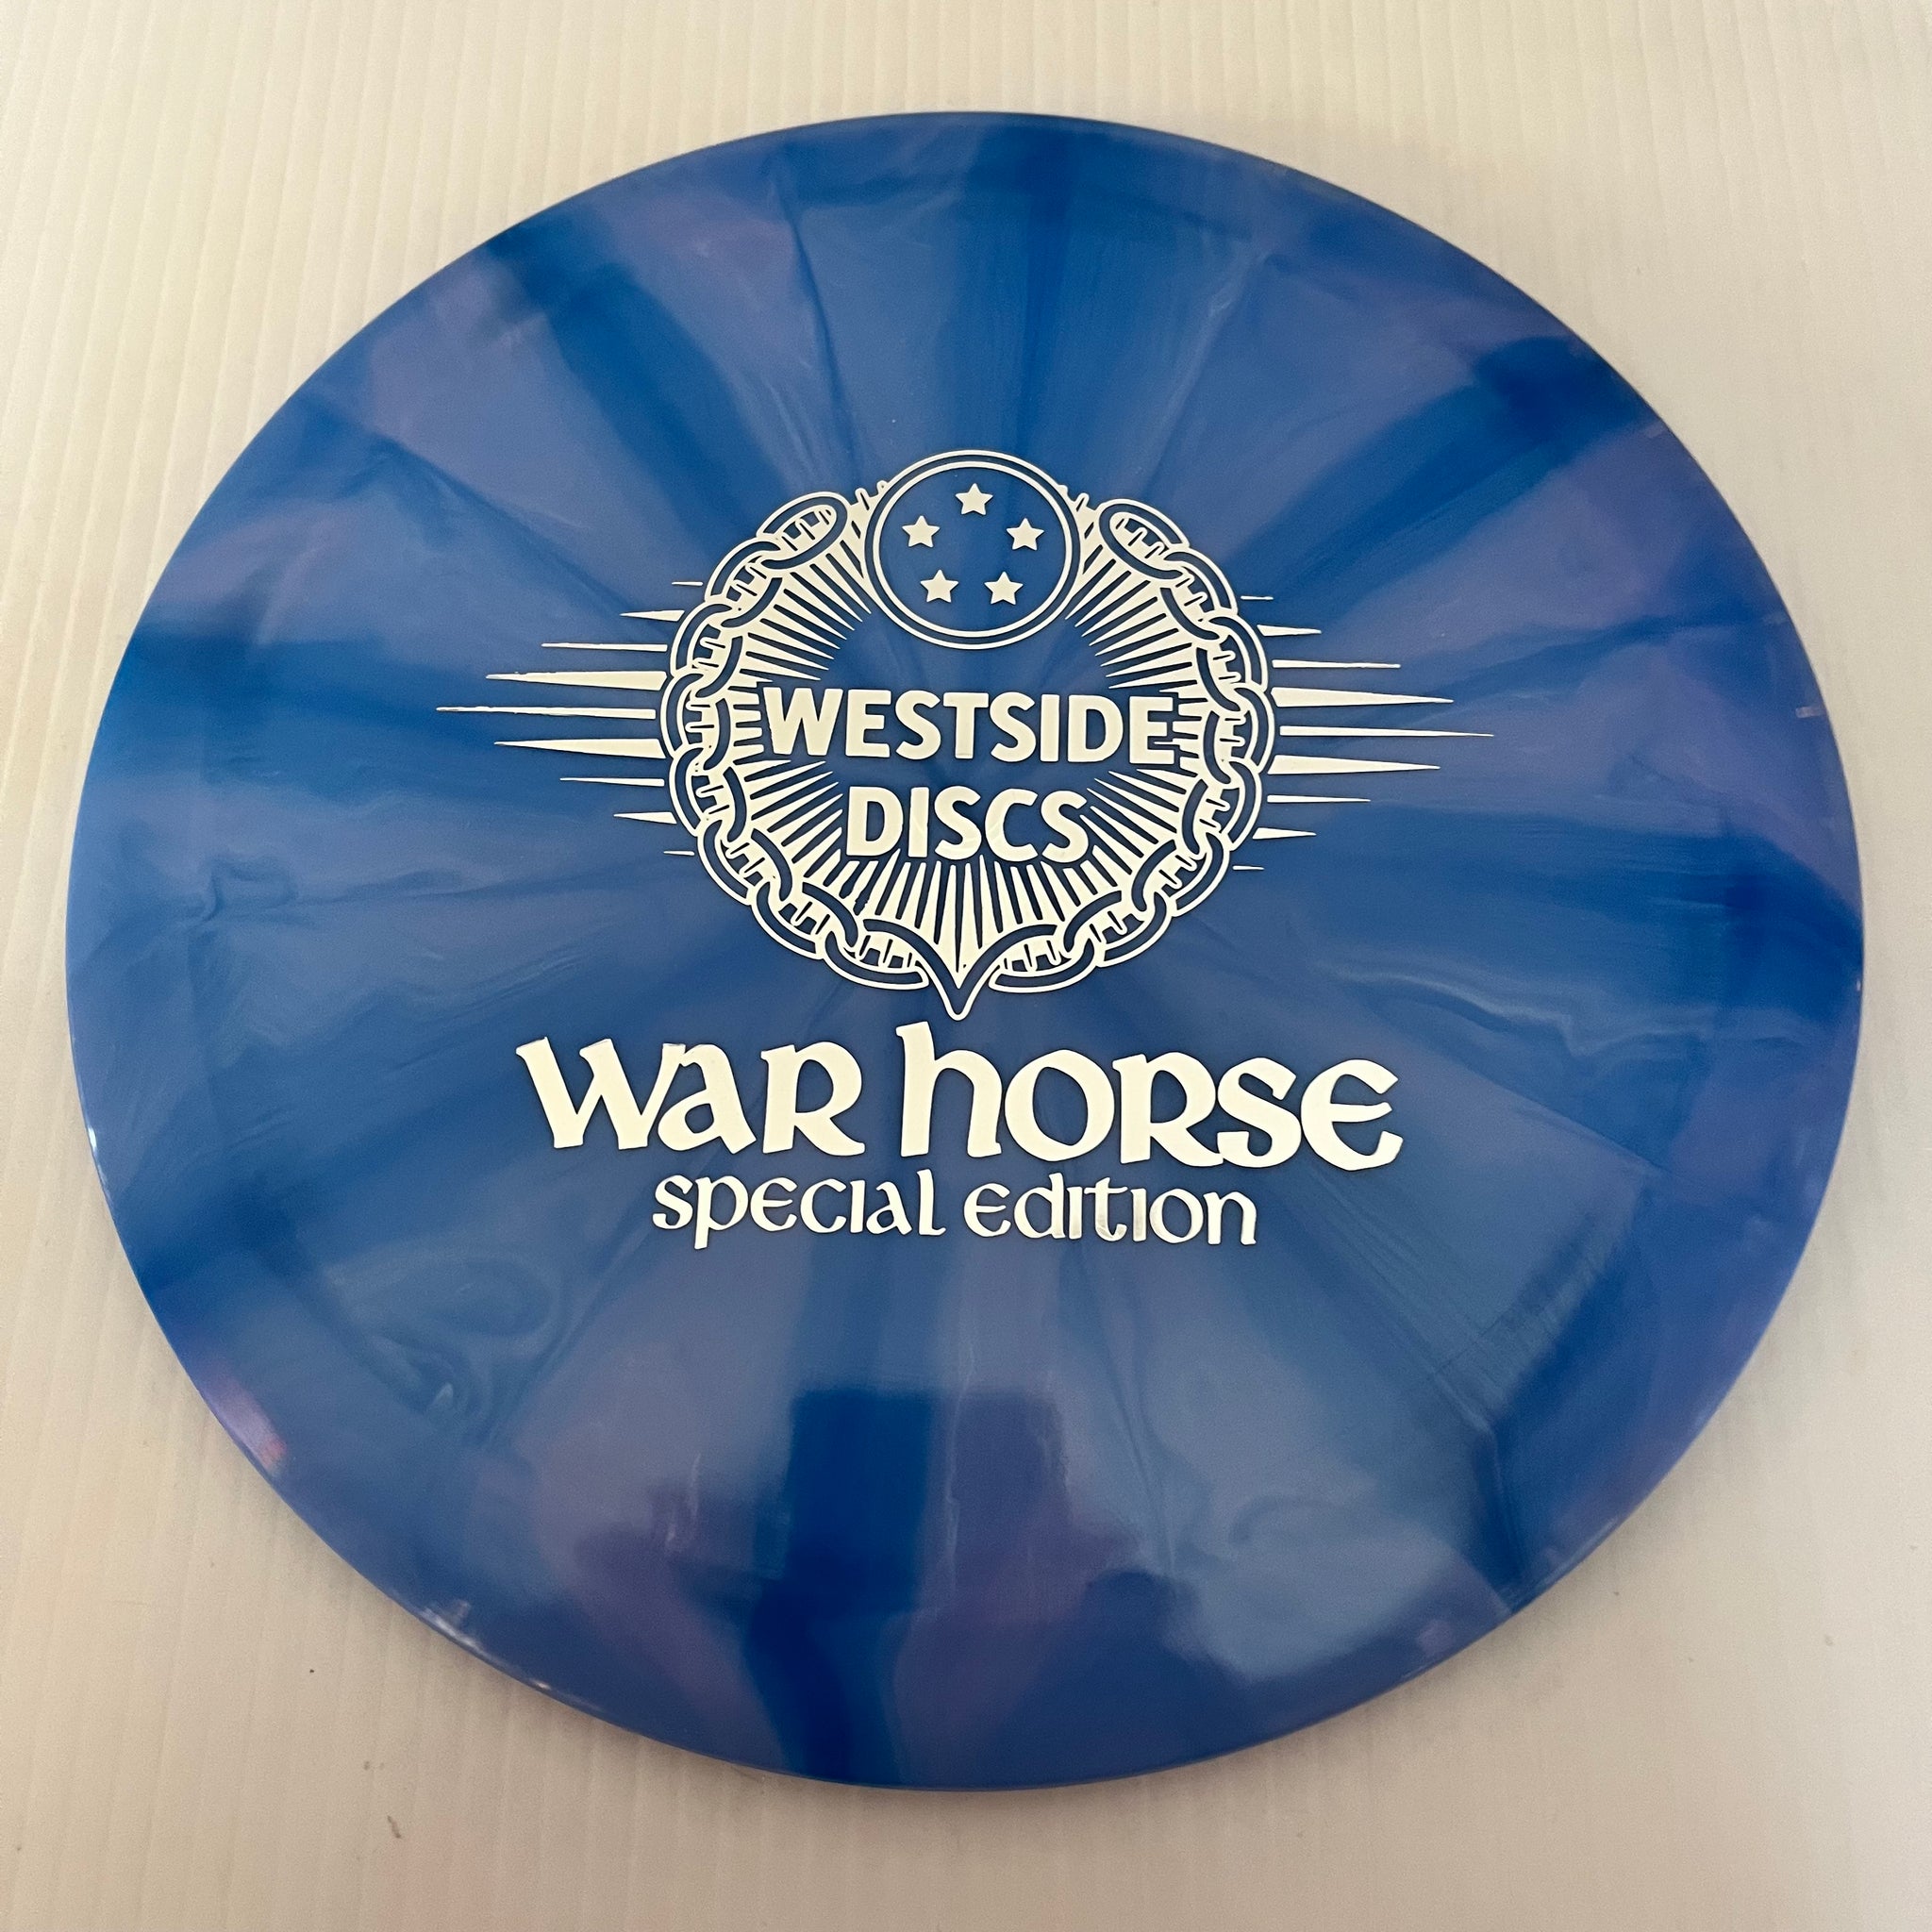 WESTSIDE
DISCS
WAR HORSE
special edition